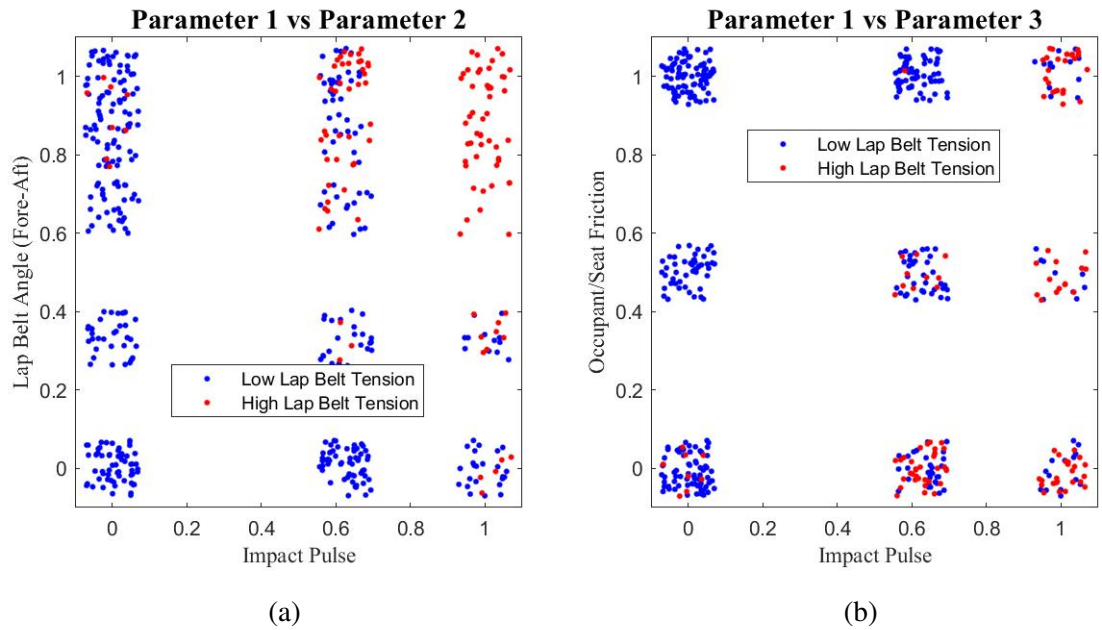 Parameter 1 vs Parameter 2
Lap Belt Angle (Fore-Aft)
1
0.8
0.6
0.4
0.2
0
Low Lap Belt Tension
High Lap Belt Tension
0 0.2 0.4 0.6 0.8 1
Impact Pulse
(a)
Parameter 1 vs Parameter 3
Occupant/Seat Friction
1
0.8
0.6
0.4
0.2
0
Low Lap Belt Tension
High Lap Belt Tension
0 0.2 0.4 0.6 0.8 1
Impact Pulse
(b)